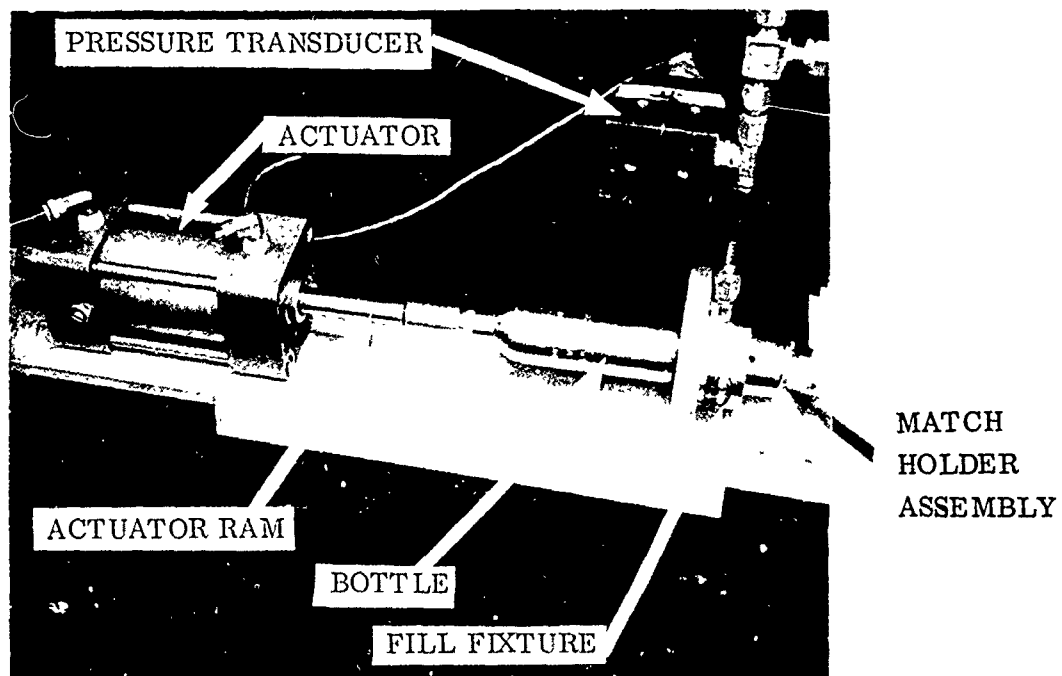 PRESSURE TRANSDUCER
ACTUATOR
MATCH
HOLDER
ASSEMBLY
ACTUATOR RAM
BOTTLE
FILL FIXTURE